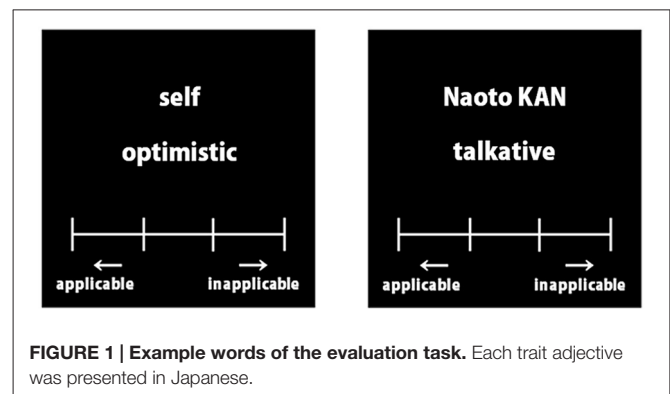 self
optimistic
applicable
inapplicable
Naoto KAN
talkative
applicable
inapplicable
FIGURE 1 | Example words of the evaluation task. Each trait adjective
was presented in Japanese.